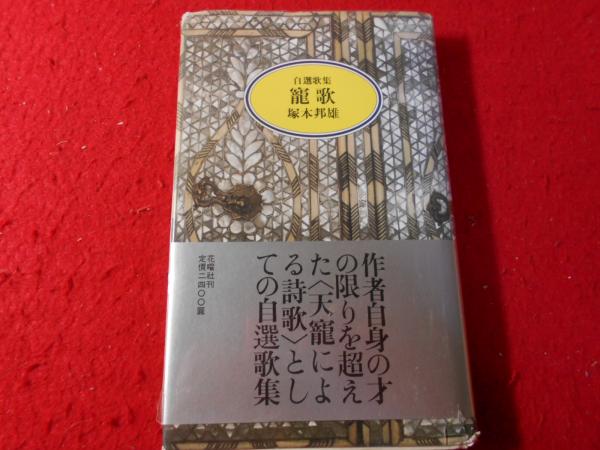 自選歌集
寵歌
塚本邦雄
作者自身の才
の限りを超え
た〈天寵によ
る詩歌〉とし
ての自選歌集
花曜社刊
定價二四〇〇圓